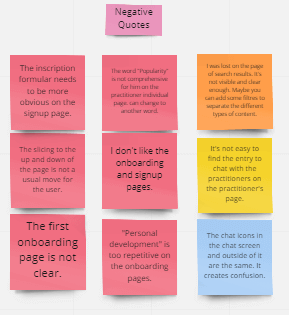 Negative
Quotes
The inscription
formular needs
to be more
obvious on the
signup page.
The word "Popularity"
is not comprehensive
for him on the
practitioner individual
page. can change to
another word.
I was lost on the page
of search results. It's
not visible and clear
enough. Maybe you
can add some filtres to
separate the different
types of content.
The slicing to the
up and down of
the page is not a
usual move for
the user.
I don't like the
onboarding
and signup
pages.
It's not easy to
find the entry to
chat with the
practitioners on
the practitioner's
page.
The first
onboarding
page is not
clear.
"Personal
development" is
too repetitive on
the onboarding
pages.
The chat icons in
the chat screen
and outside of it
are the same. It
creates confusion.